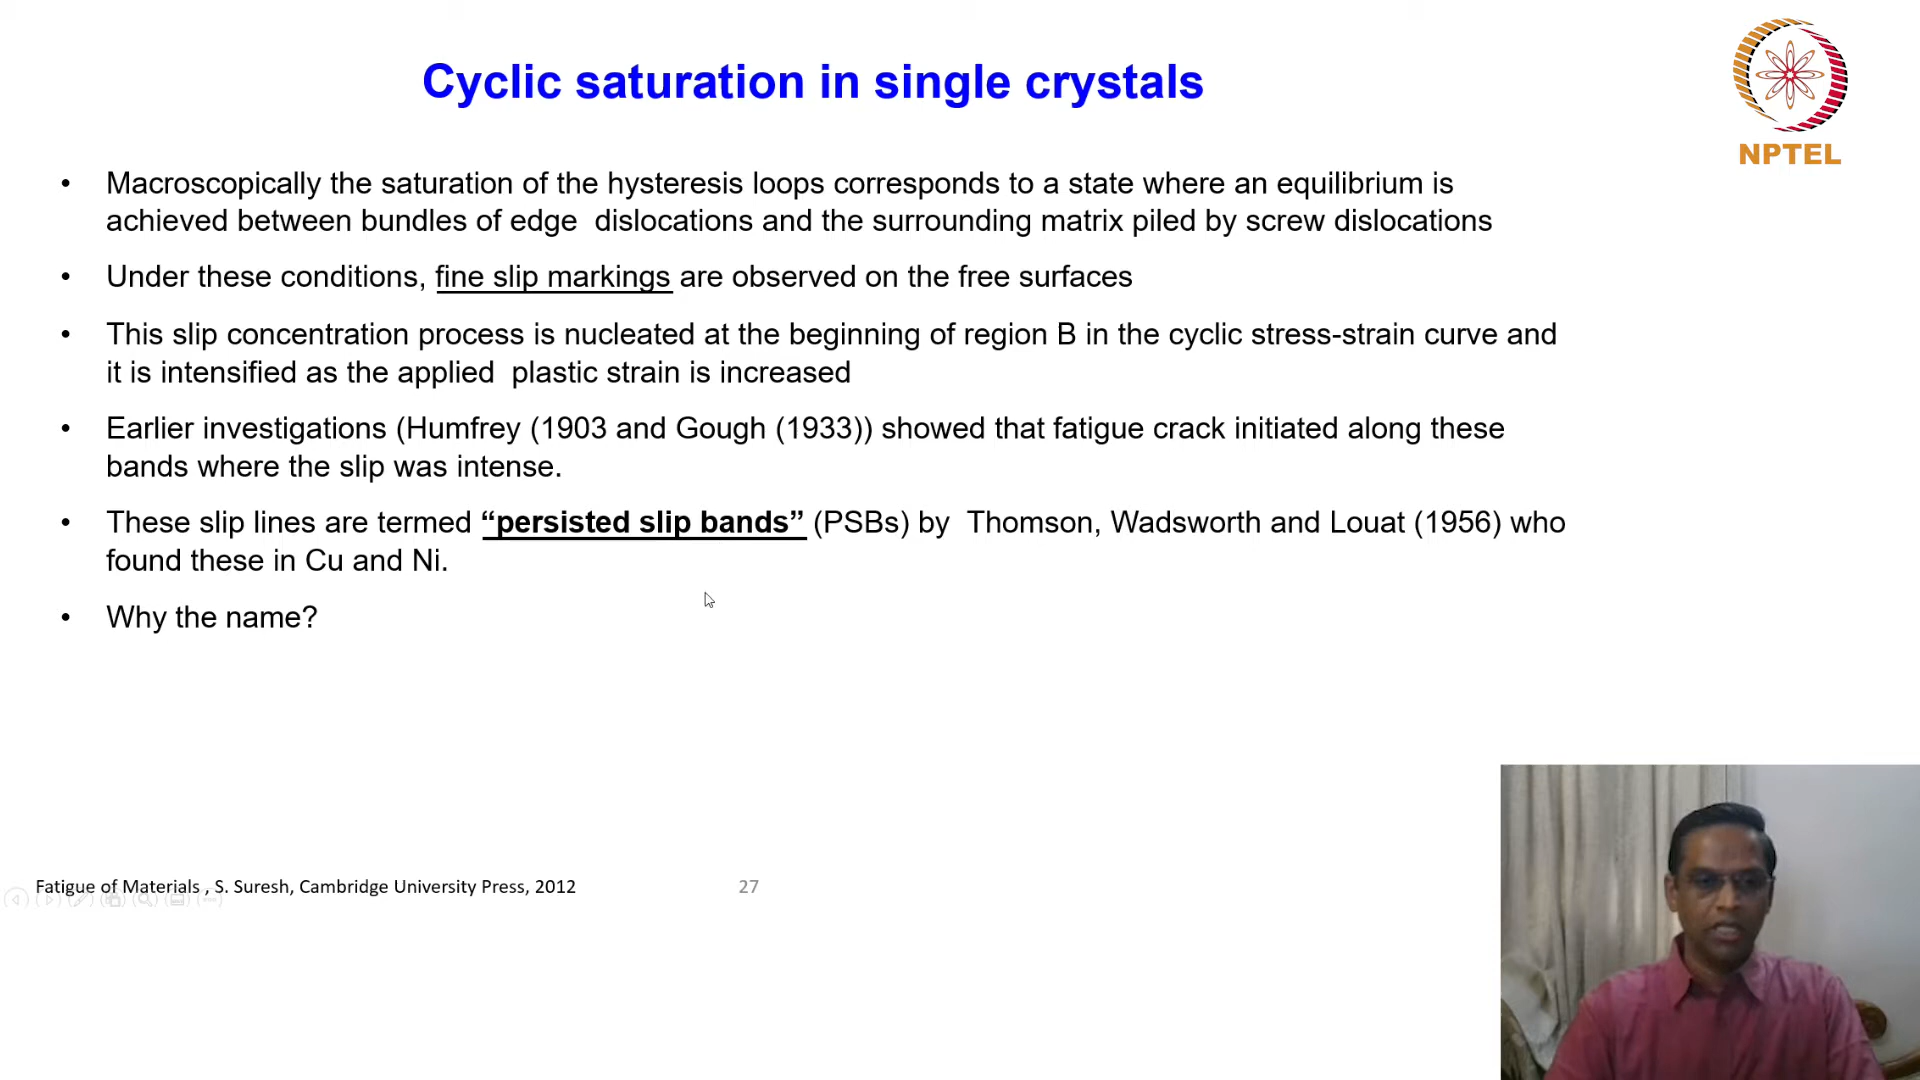 Cyclic saturation in single crystals
NPTEL
• Macroscopically the saturation of the hysteresis loops corresponds to a state where an equilibrium is
achieved between bundles of edge dislocations and the surrounding matrix piled by screw dislocations
• Under these conditions, fine slip markings are observed on the free surfaces
• This slip concentration process is nucleated at the beginning of region B in the cyclic stress-strain curve and
it is intensified as the applied plastic strain is increased
• Earlier investigations (Humfrey (1903 and Gough (1933)) showed that fatigue crack initiated along these
bands where the slip was intense.
• These slip lines are termed “persisted slip bands” (PSBs) by Thomson, Wadsworth and Louat (1956) who
found these in Cu and Ni.
• Why the name?
Fatigue of Materials , S. Suresh, Cambridge University Press, 2012
27